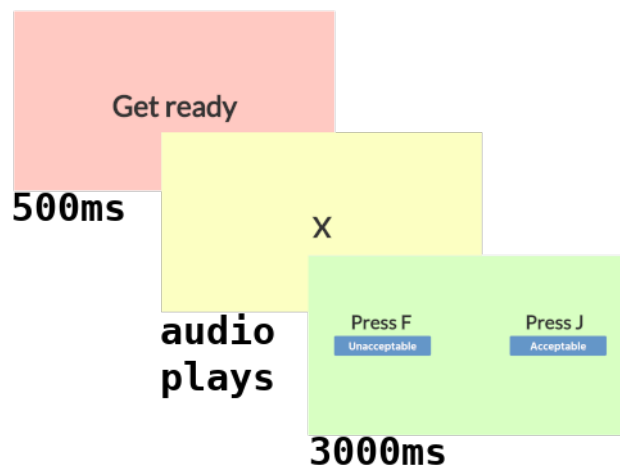 Get ready
500ms
X
audio
plays
Press F
Unacceptable
Press J
Acceptable
3000ms